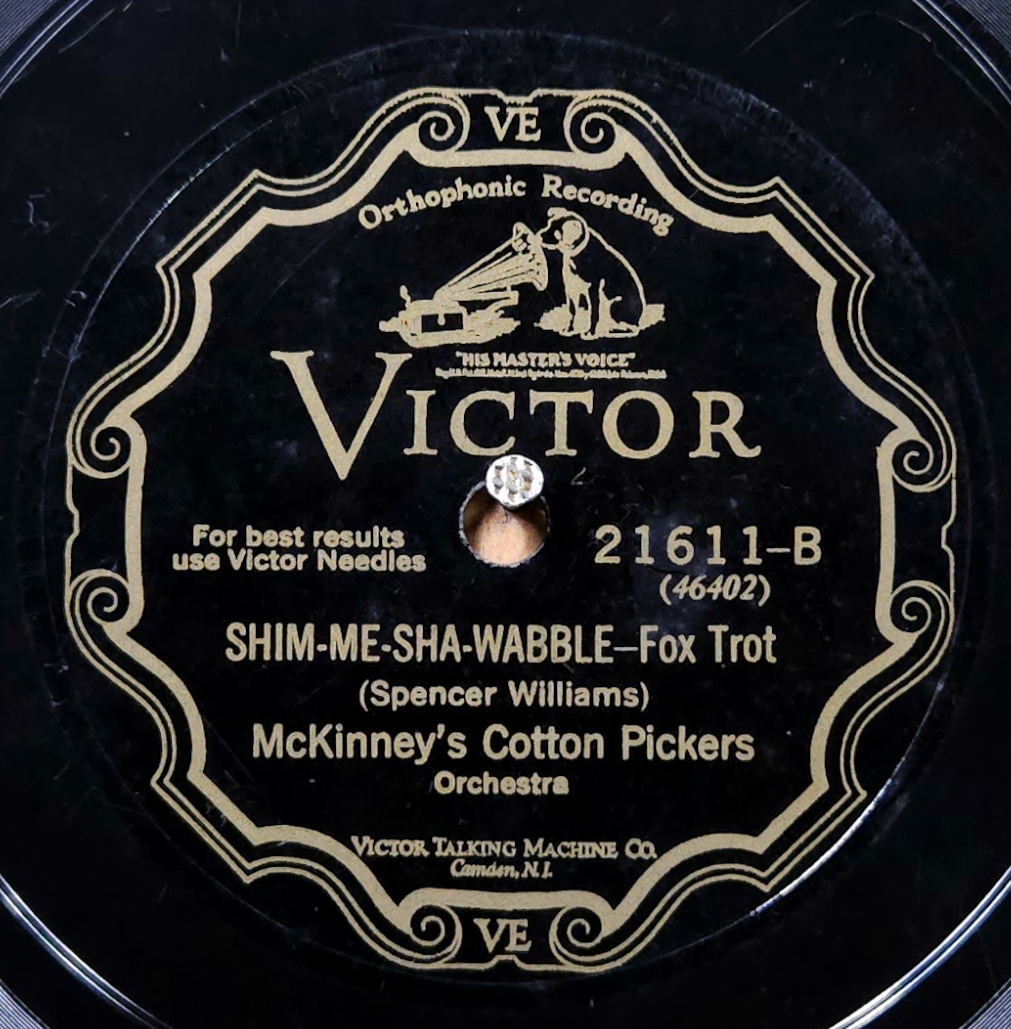 VE
Orthophonic Recording
"HIS MASTER'S VOICE"
VICTOR
For best results
use Victor Needles
21611-B
(46402)
SHIM-ME-SHA-WABBLE—Fox Trot
(Spencer Williams)
McKinney's Cotton Pickers
Orchestra
VICTOR TALKING MACHINE CO.
Camden, N.J.
VE